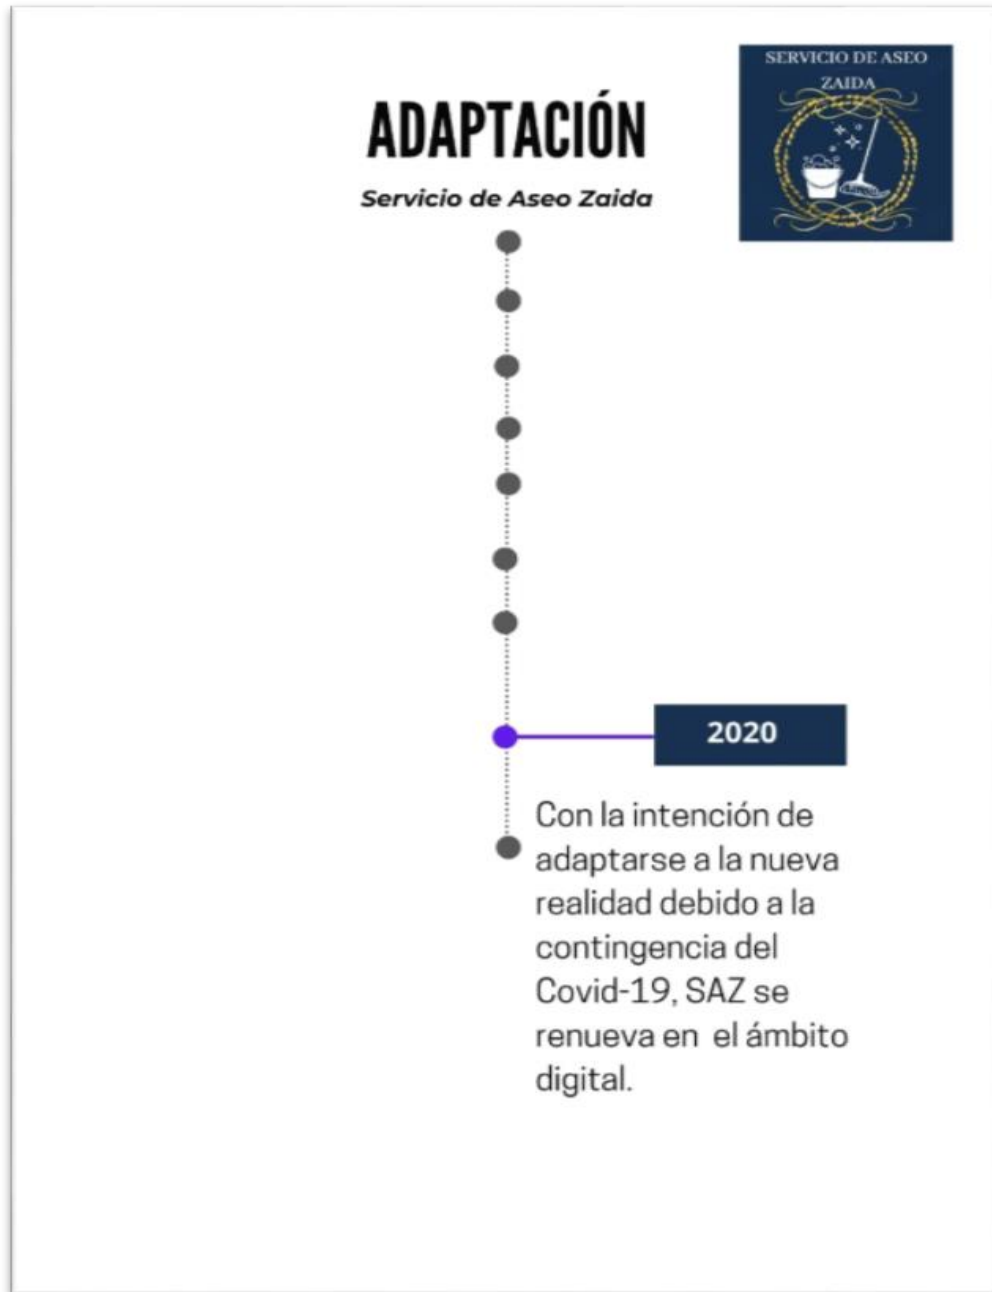 SERVICIO DE ASEO
ZAIDA
ADAPTACIÓN
Servicio de Aseo Zaida
2020
Con la intención de
adaptarse a la nueva
realidad debido a la
contingencia del
Covid-19, SAZ se
renueva en  el ámbito
digital.